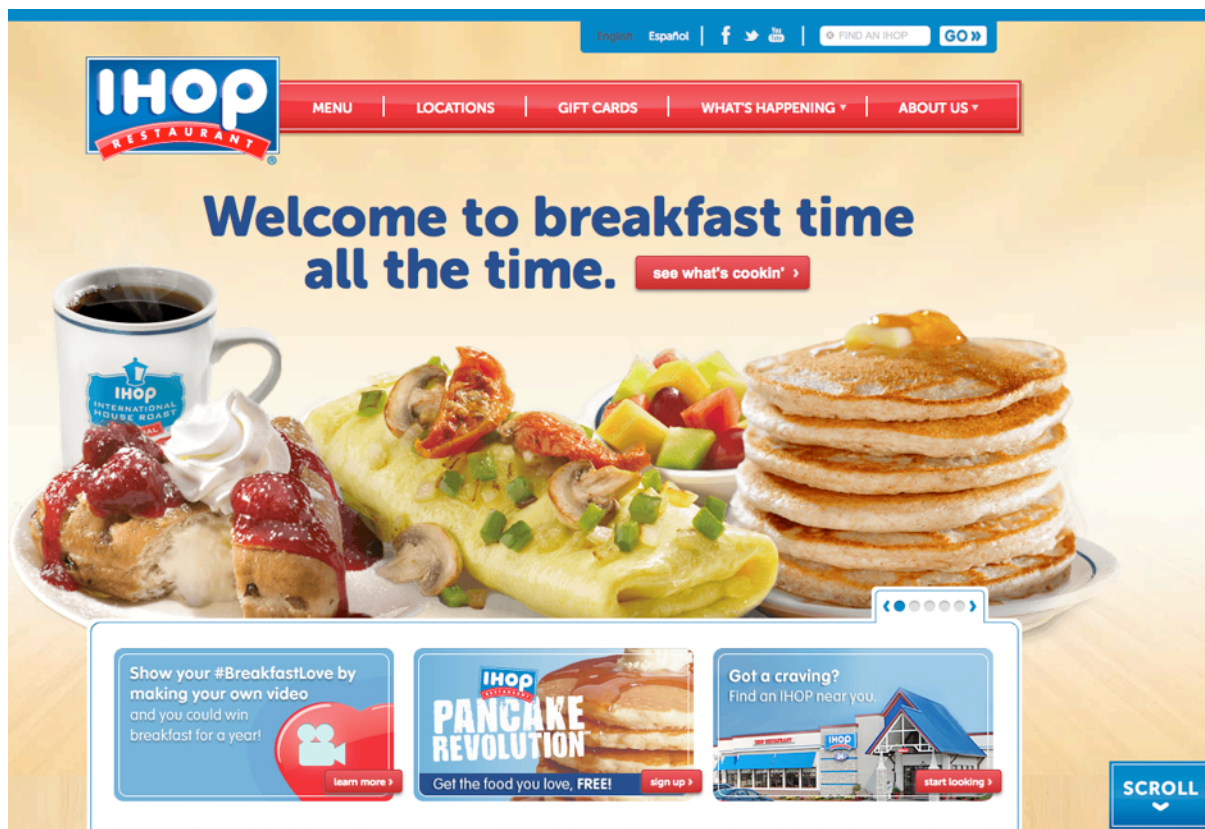 English Español
FIND AN IHOP GO
IHOP
RESTAURANT
MENU
LOCATIONS
GIFT CARDS
WHAT'S HAPPENING
ABOUT US
Welcome to breakfast time
all the time.
see what's cookin'
IHOP
INTERNATIONAL
HOUSE ROAST
Show your #BreakfastLove by
making your own video
and you could win
breakfast for a year!
learn more
IHOP
RESTAURANT
PANCAKE
REVOLUTION
Get the food you love, FREE!
sign up
Got a craving?
Find an IHOP near you.
IHOP RESTAURANT
IHOP
start looking
SCROLL